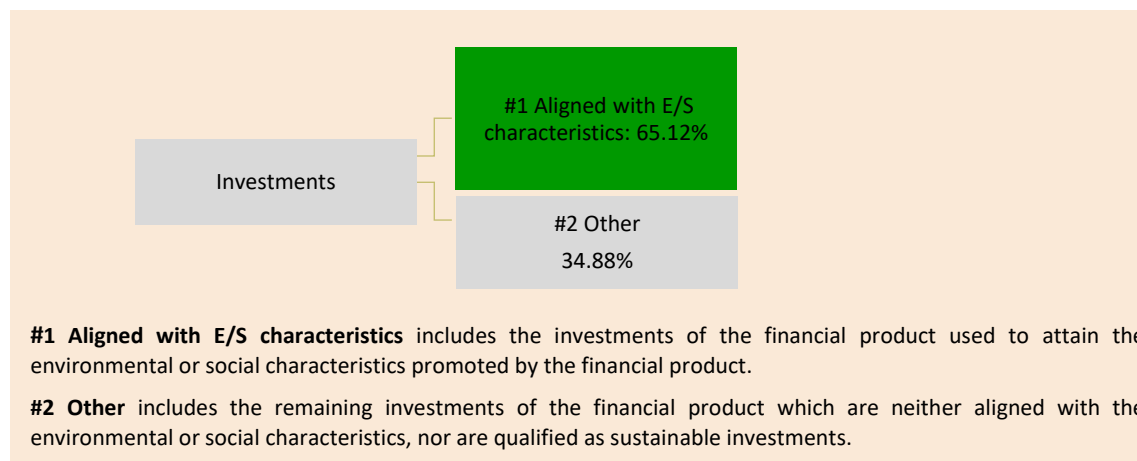 #1 Aligned with E/S
characteristics: 65.12%
Investments
#2 Other
34.88%
#1 Aligned with E/S characteristics includes the investments of the financial product used to attain the
environmental or social characteristics promoted by the financial product.
#2 Other includes the remaining investments of the financial product which are neither aligned with the
environmental or social characteristics, nor are qualified as sustainable investments.